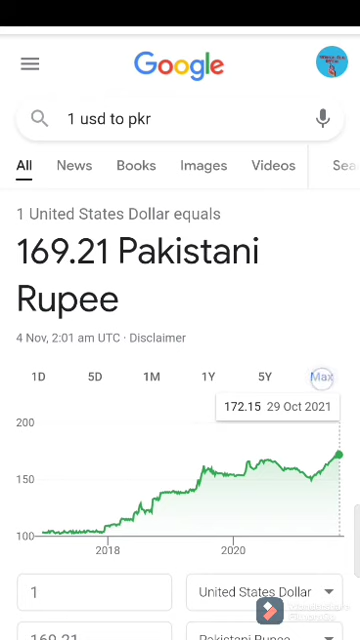 Google
1 usd to pkr
All News Books Images Videos Sea
1 United States Dollar equals
169.21 Pakistani
Rupee
4 Nov, 2:01 am UTC · Disclaimer
1D 5D 1M 1Y 5Y Max
172.15 29 Oct 2021
200
150
100
2018 2020
1 United States Dollar
169.21 Pakistani Rupee